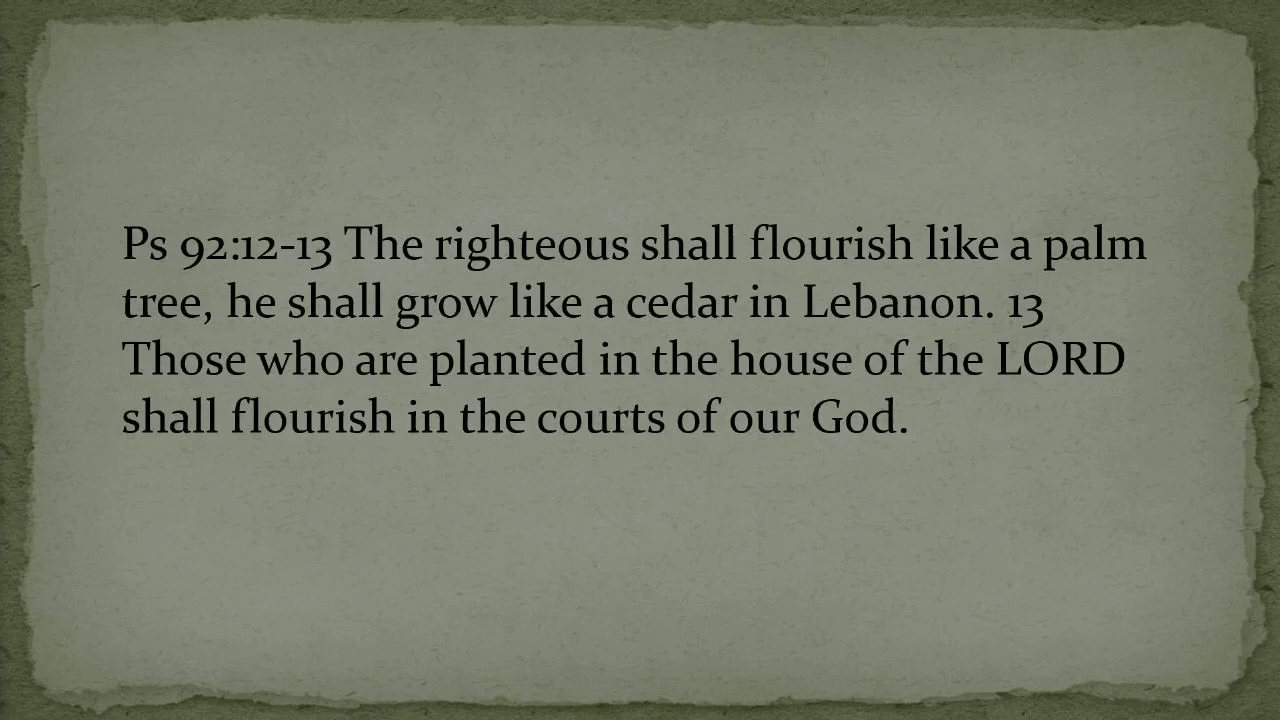 Ps 92:12-13 The righteous shall flourish like a palm
tree, he shall grow like a cedar in Lebanon. 13
Those who are planted in the house of the LORD
shall flourish in the courts of our God.